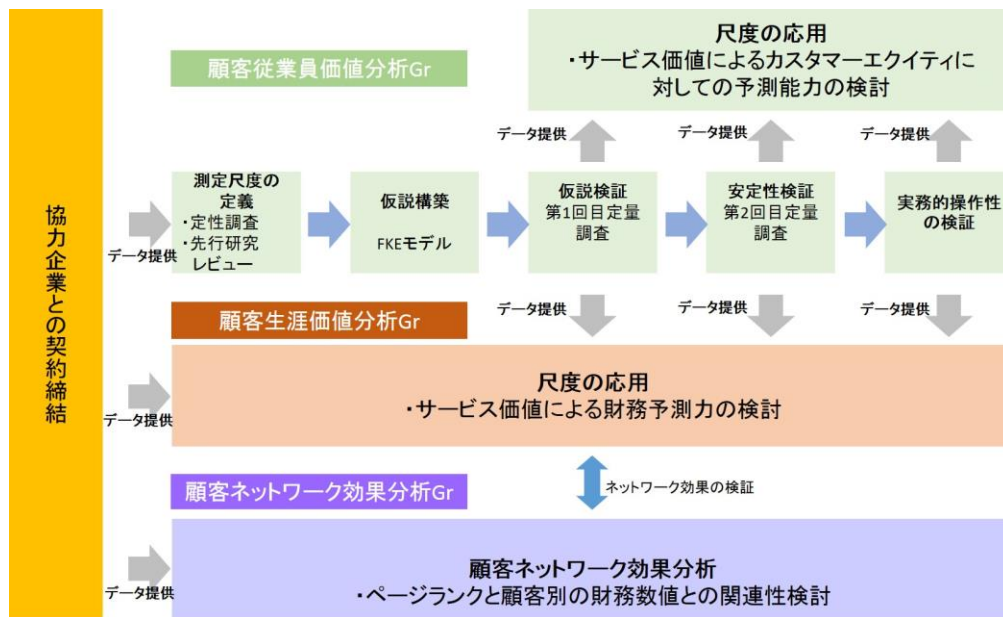 協力企業との契約締結
顧客従業員価値分析Gr
尺度の応用
・サービス価値によるカスタマーエクイティに
対しての予測能力の検討
データ提供
データ提供
データ提供
データ提供
測定尺度の
定義
・定性調査
・先行研究
レビュー
仮説構築
FKEモデル
仮説検証
第1回目定量
調査
安定性検証
第2回目定量
調査
実務的操作性
の検証
データ提供
データ提供
データ提供
顧客生涯価値分析Gr
データ提供
尺度の応用
・サービス価値による財務予測力の検討
ネットワーク効果の検証
顧客ネットワーク効果分析Gr
データ提供
顧客ネットワーク効果分析
・ページランクと顧客別の財務数値との関連性検討